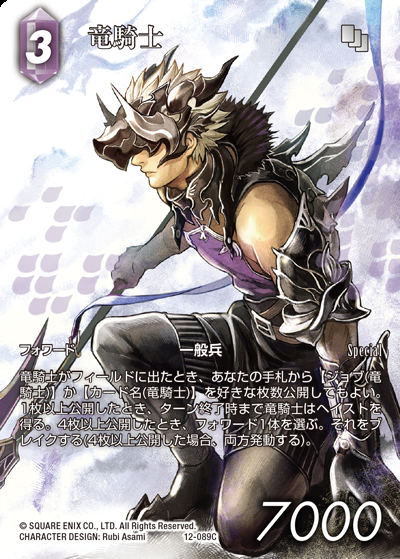 3
竜騎士
フォワード
一般兵
Special
竜騎士がフィールドに出たとき、あなたの手札から【ジョブ(竜
騎士)】か【カード名(竜騎士)】を好きな枚数公開してもよい。
1枚以上公開したとき、ターン終了時まで竜騎士はヘイストを
得る。4枚以上公開したとき、フォワード1体を選ぶ。それをブ
レイクする(4枚以上公開した場合、両方発動する)。
© SQUARE ENIX CO., LTD. All Rights Reserved.
CHARACTER DESIGN: Rubi Asami
12-089C
7000